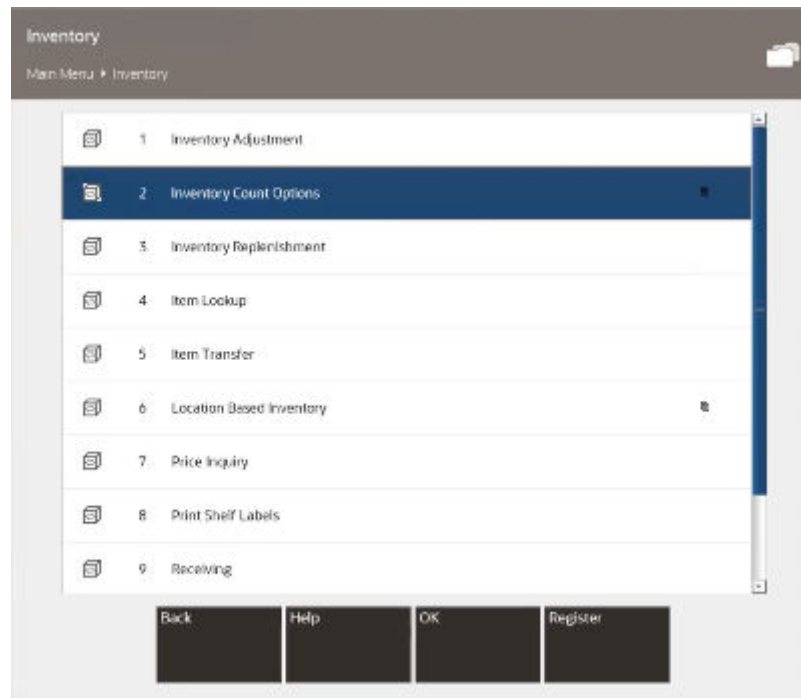 Inventory
Main Menu ▸ Inventory
1 Inventory Adjustment
2 Inventory Count Options
3 Inventory Replenishment
4 Item Lookup
5 Item Transfer
6 Location Based Inventory
7 Price Inquiry
8 Print Shelf Labels
9 Receiving
Back Help OK Register